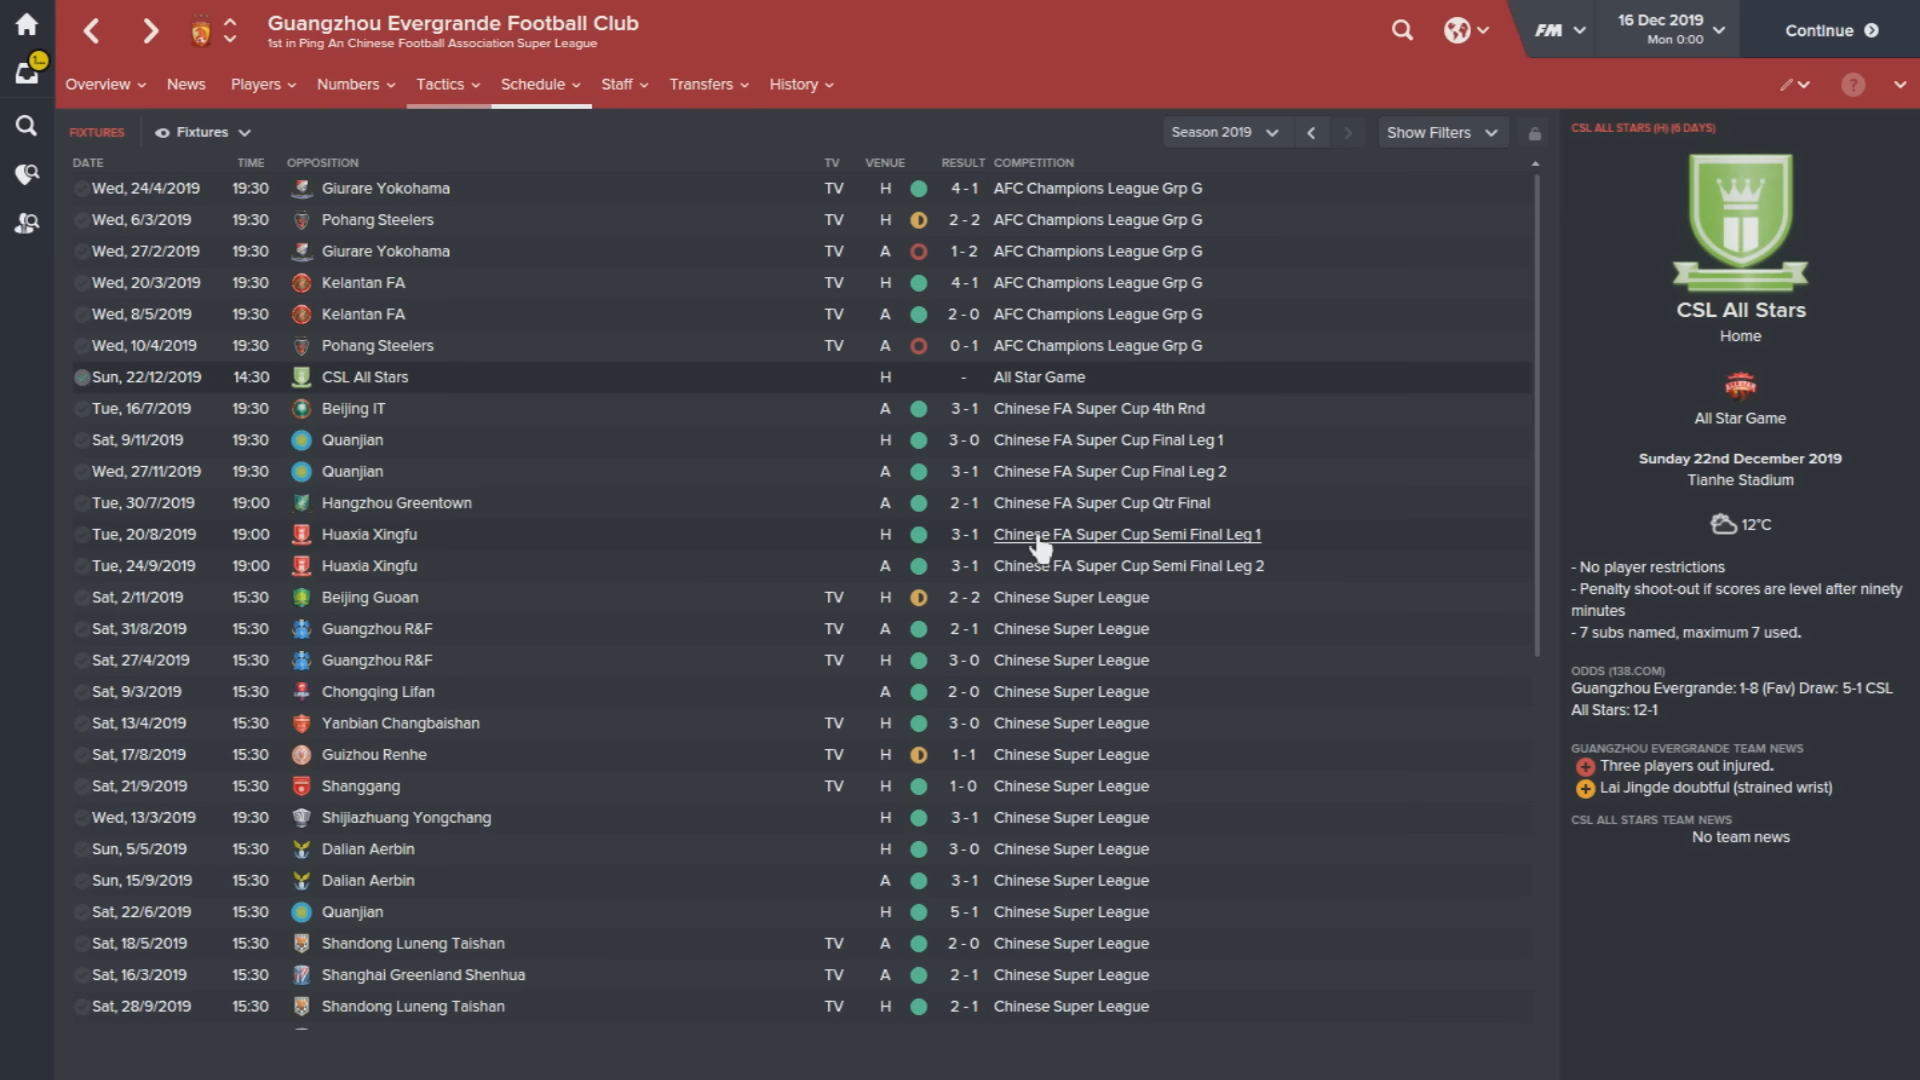 Guangzhou Evergrande Football Club
1st in Ping An Chinese Football Association Super League
FM
16 Dec 2019
Mon 0:00
Continue
Overview News Players Numbers Tactics Schedule Staff Transfers History
?
FIXTURES Fixtures Season 2019 Show Filters
DATE TIME OPPOSITION TV VENUE RESULT COMPETITION
Wed, 24/4/2019 19:30 Giurare Yokohama TV H 4 - 1 AFC Champions League Grp G
Wed, 6/3/2019 19:30 Pohang Steelers TV H 2 - 2 AFC Champions League Grp G
Wed, 27/2/2019 19:30 Giurare Yokohama TV A 1 - 2 AFC Champions League Grp G
Wed, 20/3/2019 19:30 Kelantan FA TV H 4 - 1 AFC Champions League Grp G
Wed, 8/5/2019 19:30 Kelantan FA TV A 2 - 0 AFC Champions League Grp G
Wed, 10/4/2019 19:30 Pohang Steelers TV A 0 - 1 AFC Champions League Grp G
Sun, 22/12/2019 14:30 CSL All Stars H - All Star Game
Tue, 16/7/2019 19:30 Beijing IT A 3 - 1 Chinese FA Super Cup 4th Rnd
Sat, 9/11/2019 19:30 Quanjian H 3 - 0 Chinese FA Super Cup Final Leg 1
Wed, 27/11/2019 19:30 Quanjian A 3 - 1 Chinese FA Super Cup Final Leg 2
Tue, 30/7/2019 19:00 Hangzhou Greentown A 2 - 1 Chinese FA Super Cup Qtr Final
Tue, 20/8/2019 19:00 Huaxia Xingfu H 3 - 1 Chinese FA Super Cup Semi Final Leg 1
Tue, 24/9/2019 19:00 Huaxia Xingfu A 3 - 1 Chinese FA Super Cup Semi Final Leg 2
Sat, 2/11/2019 15:30 Beijing Guoan TV H 2 - 2 Chinese Super League
Sat, 31/8/2019 15:30 Guangzhou R&F TV A 2 - 1 Chinese Super League
Sat, 27/4/2019 15:30 Guangzhou R&F TV H 3 - 0 Chinese Super League
Sat, 9/3/2019 15:30 Chongqing Lifan A 2 - 0 Chinese Super League
Sat, 13/4/2019 15:30 Yanbian Changbaishan TV H 3 - 0 Chinese Super League
Sat, 17/8/2019 15:30 Guizhou Renhe TV H 1 - 1 Chinese Super League
Sat, 21/9/2019 15:30 Shanggang TV H 1 - 0 Chinese Super League
Wed, 13/3/2019 19:30 Shijiazhuang Yongchang H 3 - 1 Chinese Super League
Sun, 5/5/2019 15:30 Dalian Aerbin H 3 - 0 Chinese Super League
Sun, 15/9/2019 15:30 Dalian Aerbin A 3 - 1 Chinese Super League
Sat, 22/6/2019 15:30 Quanjian H 5 - 1 Chinese Super League
Sat, 18/5/2019 15:30 Shandong Luneng Taishan TV A 2 - 0 Chinese Super League
Sat, 16/3/2019 15:30 Shanghai Greenland Shenhua TV A 2 - 1 Chinese Super League
Sat, 28/9/2019 15:30 Shandong Luneng Taishan TV H 2 - 1 Chinese Super League
CSL ALL STARS (H) (6 DAYS)
CSL All Stars
Home
ALLSTAR
All Star Game
Sunday 22nd December 2019
Tianhe Stadium
12°C
- No player restrictions
- Penalty shoot-out if scores are level after ninety
minutes
- 7 subs named, maximum 7 used.
ODDS (138.COM)
Guangzhou Evergrande: 1-8 (Fav) Draw: 5-1 CSL
All Stars: 12-1
GUANGZHOU EVERGRANDE TEAM NEWS
Three players out injured.
Lai Jingde doubtful (strained wrist)
CSL ALL STARS TEAM NEWS
No team news